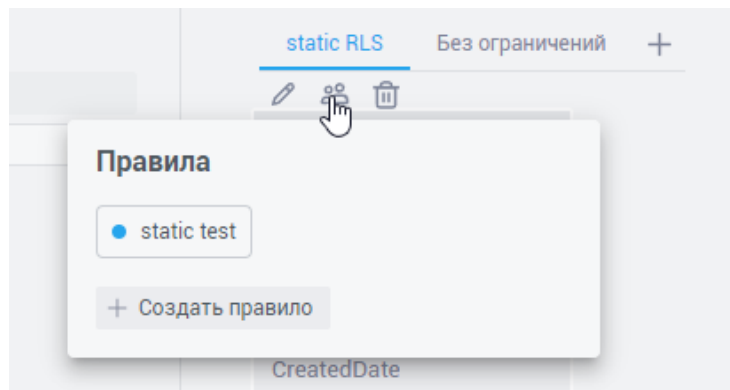 static RLS Без ограничений
Правила
static test
Создать правило
CreatedDate